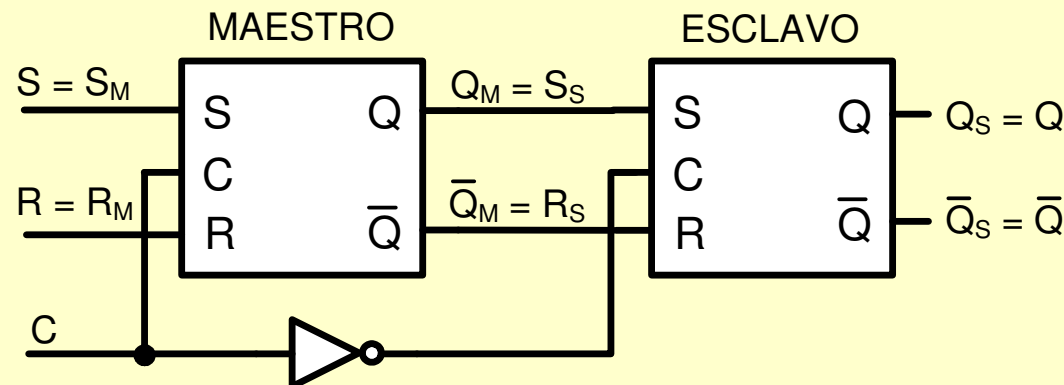 MAESTRO
ESCLAVO
S = S_M
S
Q
Q_M = S_S
S
Q
Q_S = Q
C
C
R = R_M
R
Q̅
Q̅_M = R_S
R
Q̅
Q̅_S = Q̅
C